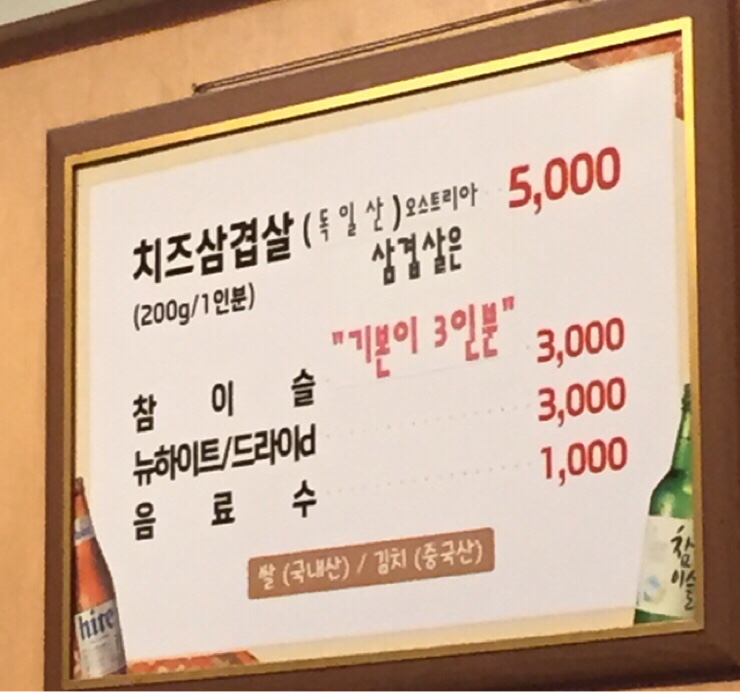 치즈삼겹살 (독일산) 오스트리아 5,000
(200g/1인분) 삼겹살은
"기본이 3인분"
참 이 슬 3,000
뉴하이트/드라이d 3,000
음 료 수 1,000
쌀 (국내산) / 김치 (중국산)
hite
참이슬